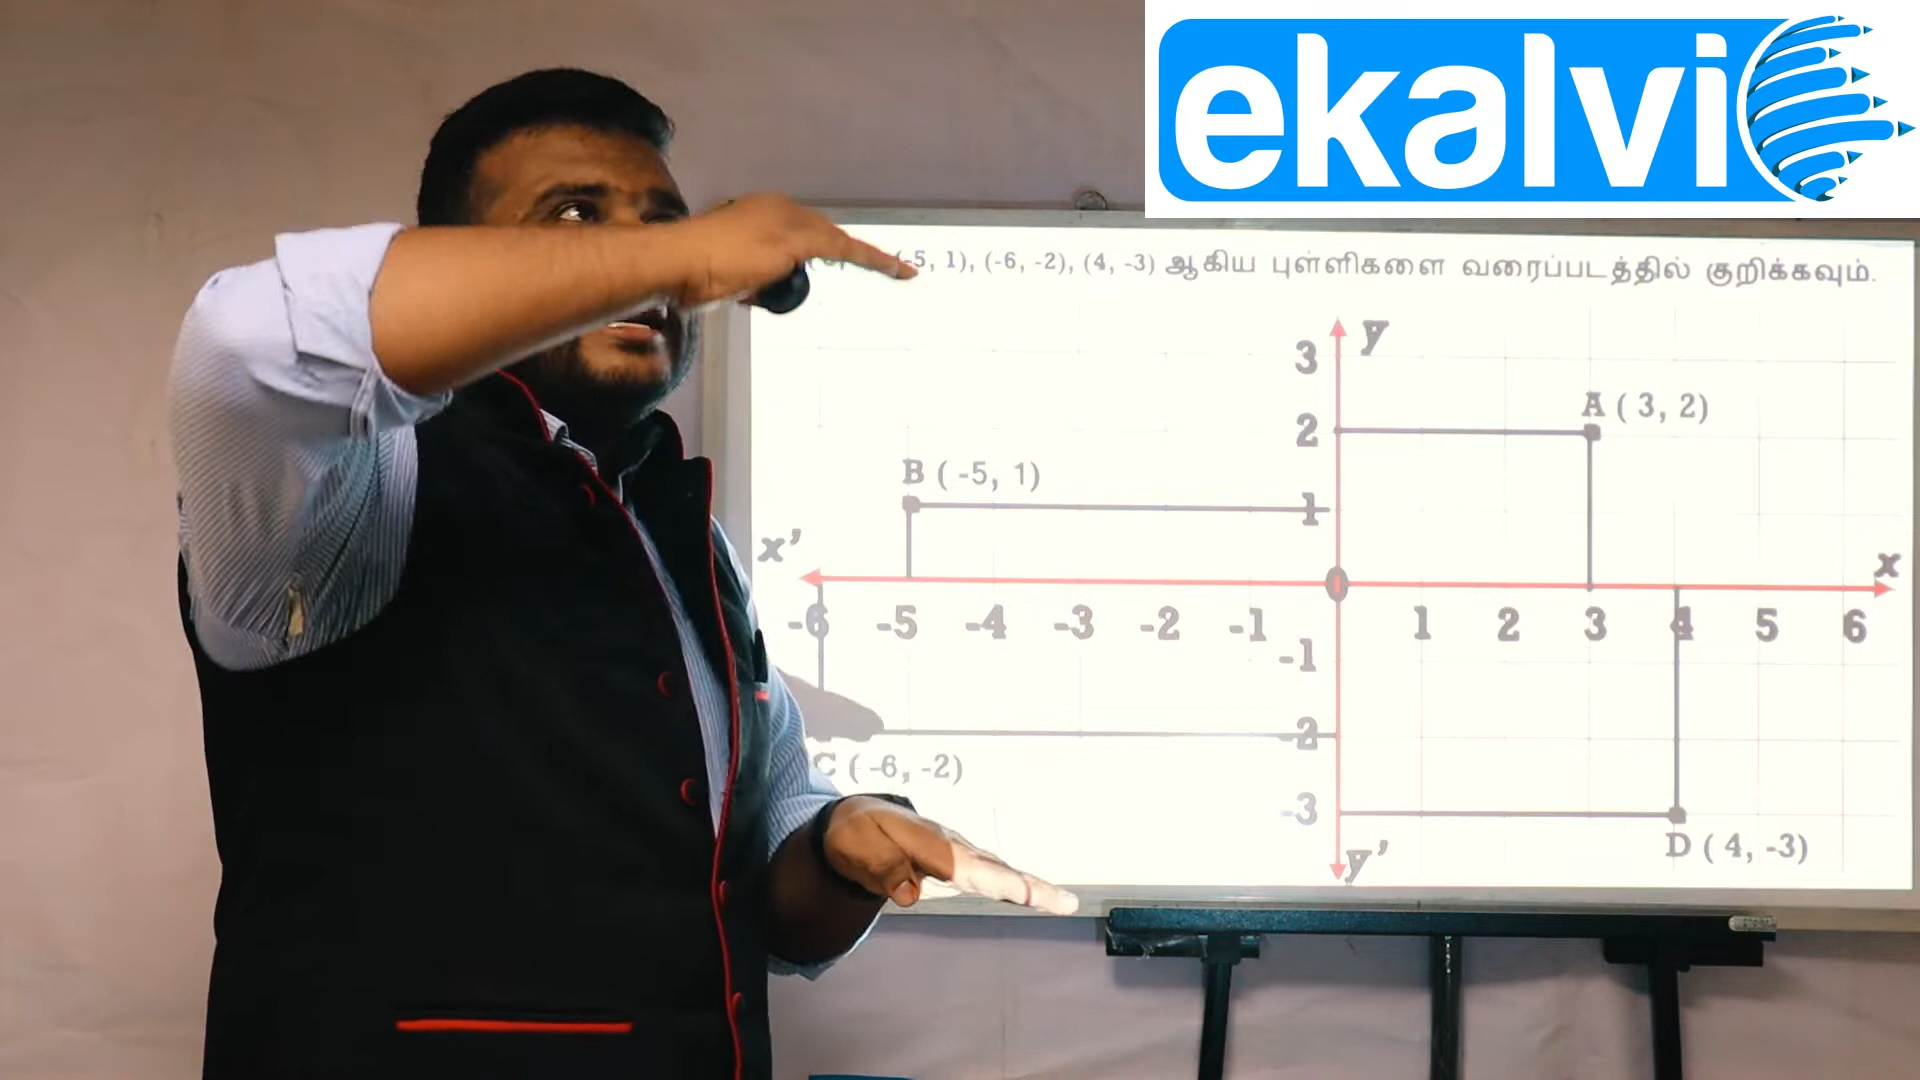 ekalvi
-5, 1), (-6, -2), (4, -3) ஆகிய புள்ளிகளை வரைப்படத்தில் குறிக்கவும்.
y
3
A ( 3, 2)
2
B ( -5, 1)
1
x'
x
0
-6 -5 -4 -3 -2 -1 1 2 3 4 5 6
-1
-2
C ( -6, -2)
-3
D ( 4, -3)
y'